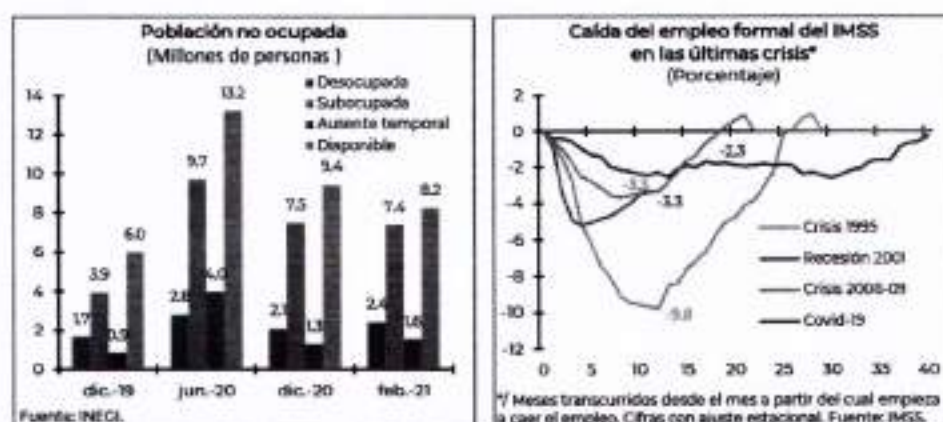 Población no ocupada
(Millones de personas )
Desocupada
Subocupada
Ausente temporal
Disponible
14
12
10
8
6
4
2
0
1.7
3.9
0.9
6.0
2.8
9.7
4.0
13.2
2.1
7.5
1.3
9.4
2.4
7.4
1.6
8.2
dic.-19
jun.-20
dic.-20
feb.-21
Fuente: INEGI.
Caída del empleo formal del IMSS
en las últimas crisis*
(Porcentaje)
2
0
-2
-4
-6
-8
-10
-12
-2.3
-3.3
-9.8
Crisis 1995
Recesión 2001
Crisis 2008-09
Covid-19
0 5 10 15 20 25 30 35 40
*/ Meses transcurridos desde el mes a partir del cual empieza
a caer el empleo. Cifras con ajuste estacional. Fuente: IMSS.